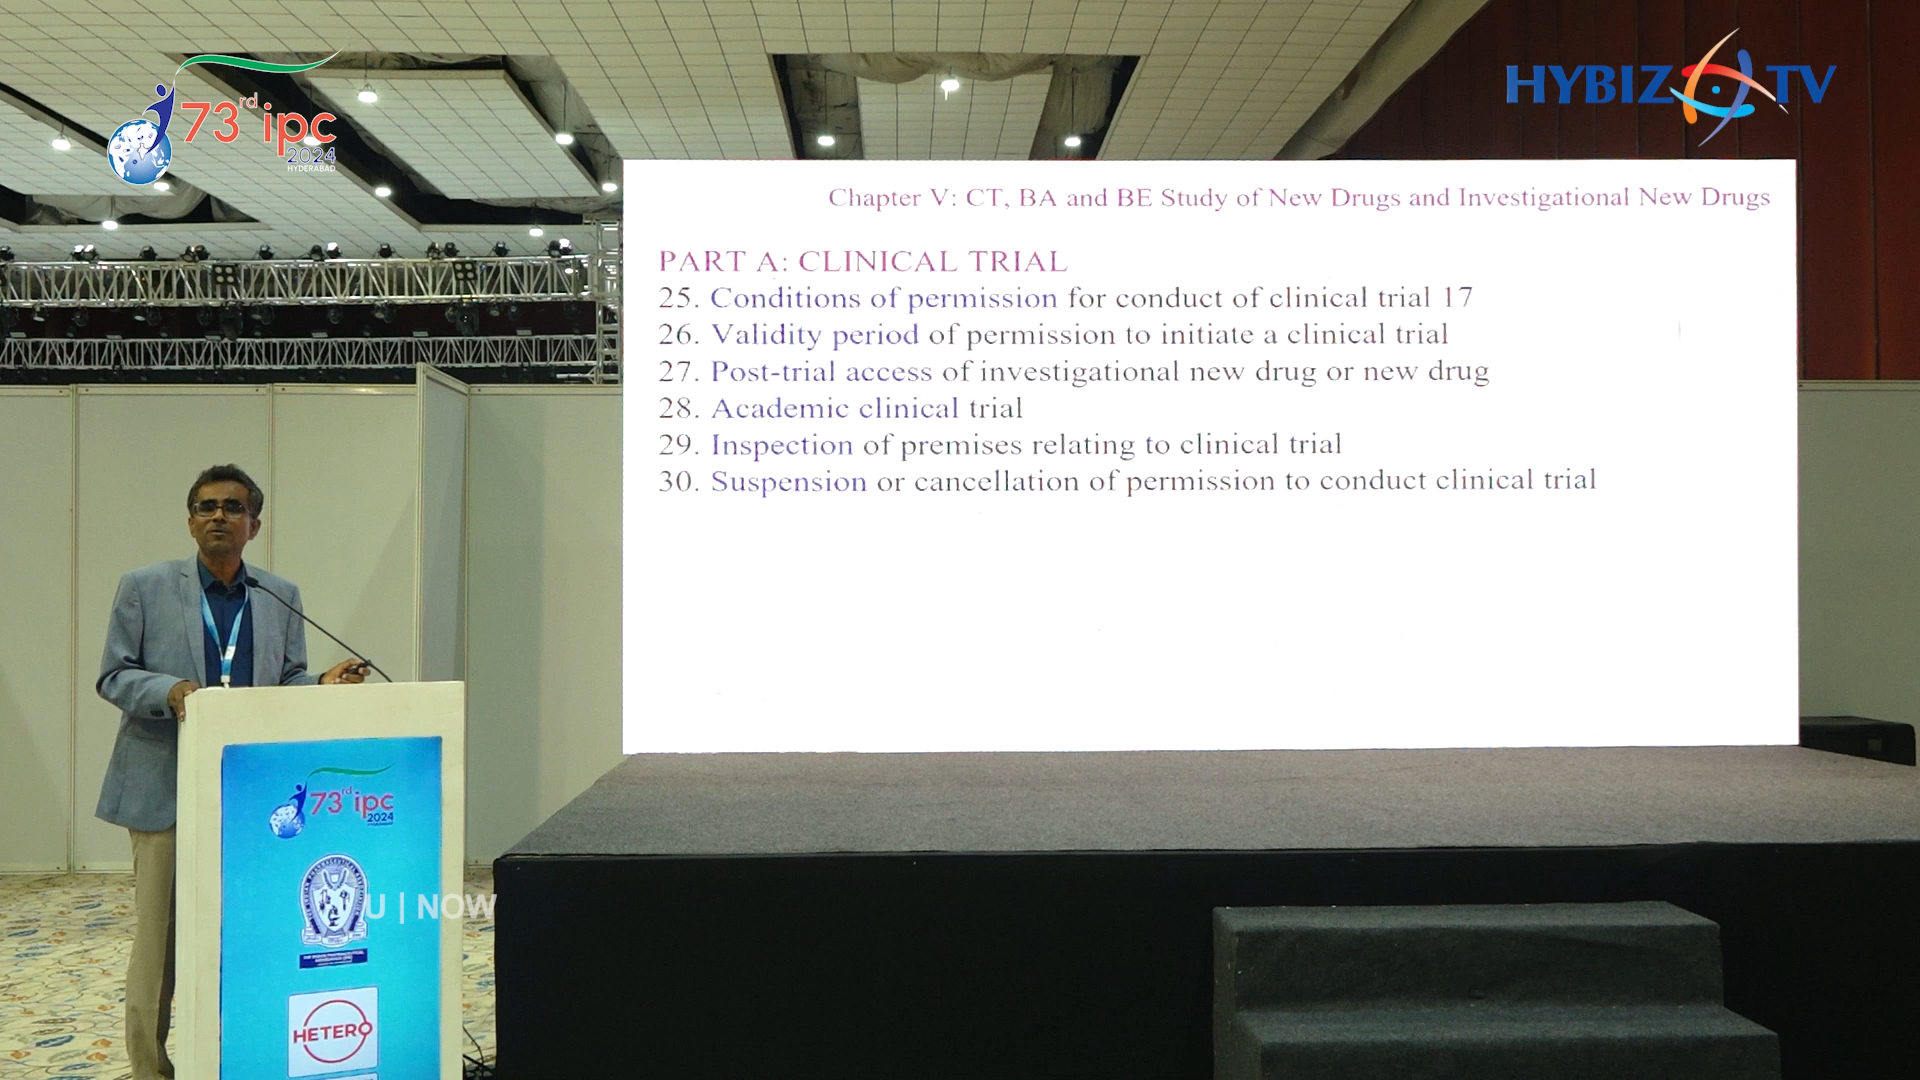 73rd ipc
2024
HYDERABAD
HYBIZ TV
Chapter V: CT, BA and BE Study of New Drugs and Investigational New Drugs
PART A: CLINICAL TRIAL
25. Conditions of permission for conduct of clinical trial 17
26. Validity period of permission to initiate a clinical trial
27. Post-trial access of investigational new drug or new drug
28. Academic clinical trial
29. Inspection of premises relating to clinical trial
30. Suspension or cancellation of permission to conduct clinical trial
73rd ipc
2024
U | NOW
HETERO